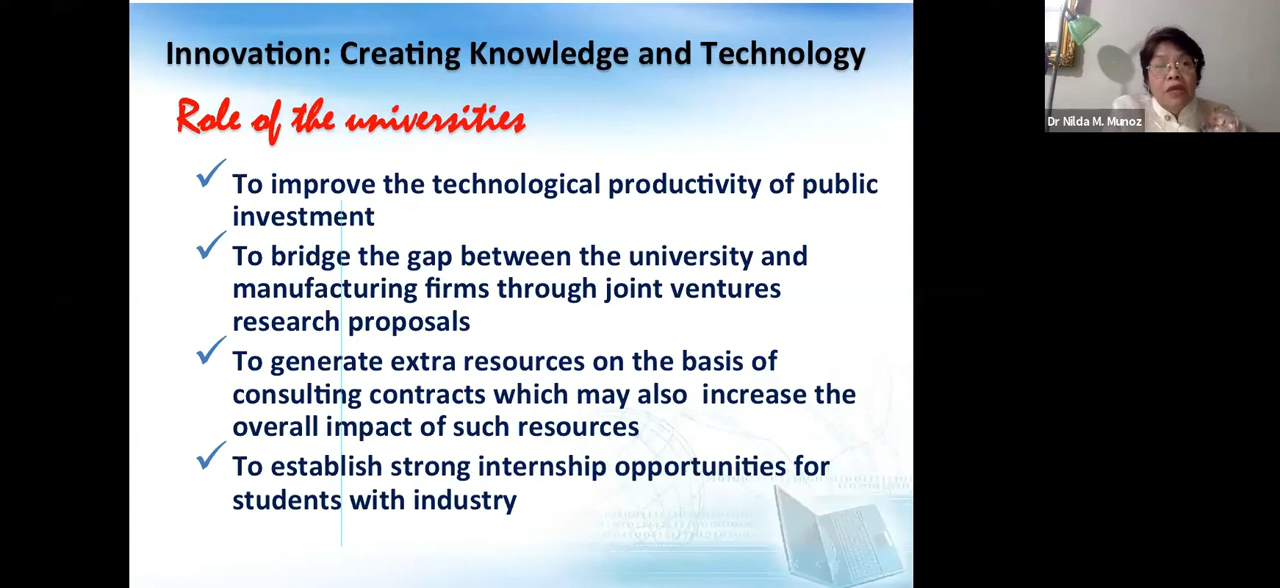 Innovation: Creating Knowledge and Technology
Role of the universities
To improve the technological productivity of public
investment
To bridge the gap between the university and
manufacturing firms through joint ventures
research proposals
To generate extra resources on the basis of
consulting contracts which may also increase the
overall impact of such resources
To establish strong internship opportunities for
students with industry
Dr Nilda M. Munoz